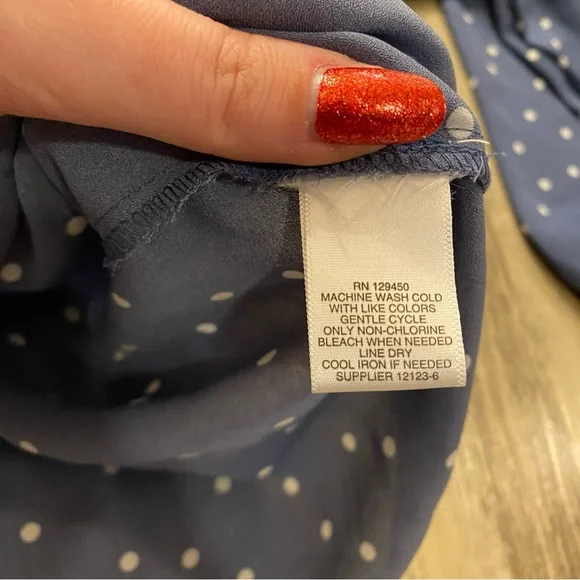 RN 129450
MACHINE WASH COLD
WITH LIKE COLORS
GENTLE CYCLE
ONLY NON-CHLORINE
BLEACH WHEN NEEDED
LINE DRY
COOL IRON IF NEEDED
SUPPLIER 12123-6